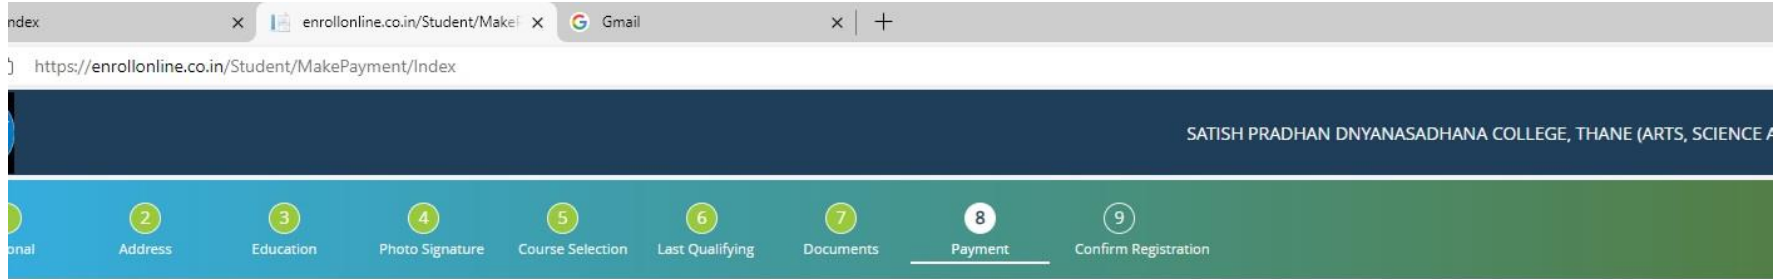 ndex enrollonline.co.in/Student/Make Gmail
https://enrollonline.co.in/Student/MakePayment/Index
SATISH PRADHAN DNYANASADHANA COLLEGE, THANE (ARTS, SCIENCE A
2 3 4 5 6 7 8 9
onal Address Education Photo Signature Course Selection Last Qualifying Documents Payment Confirm Registration